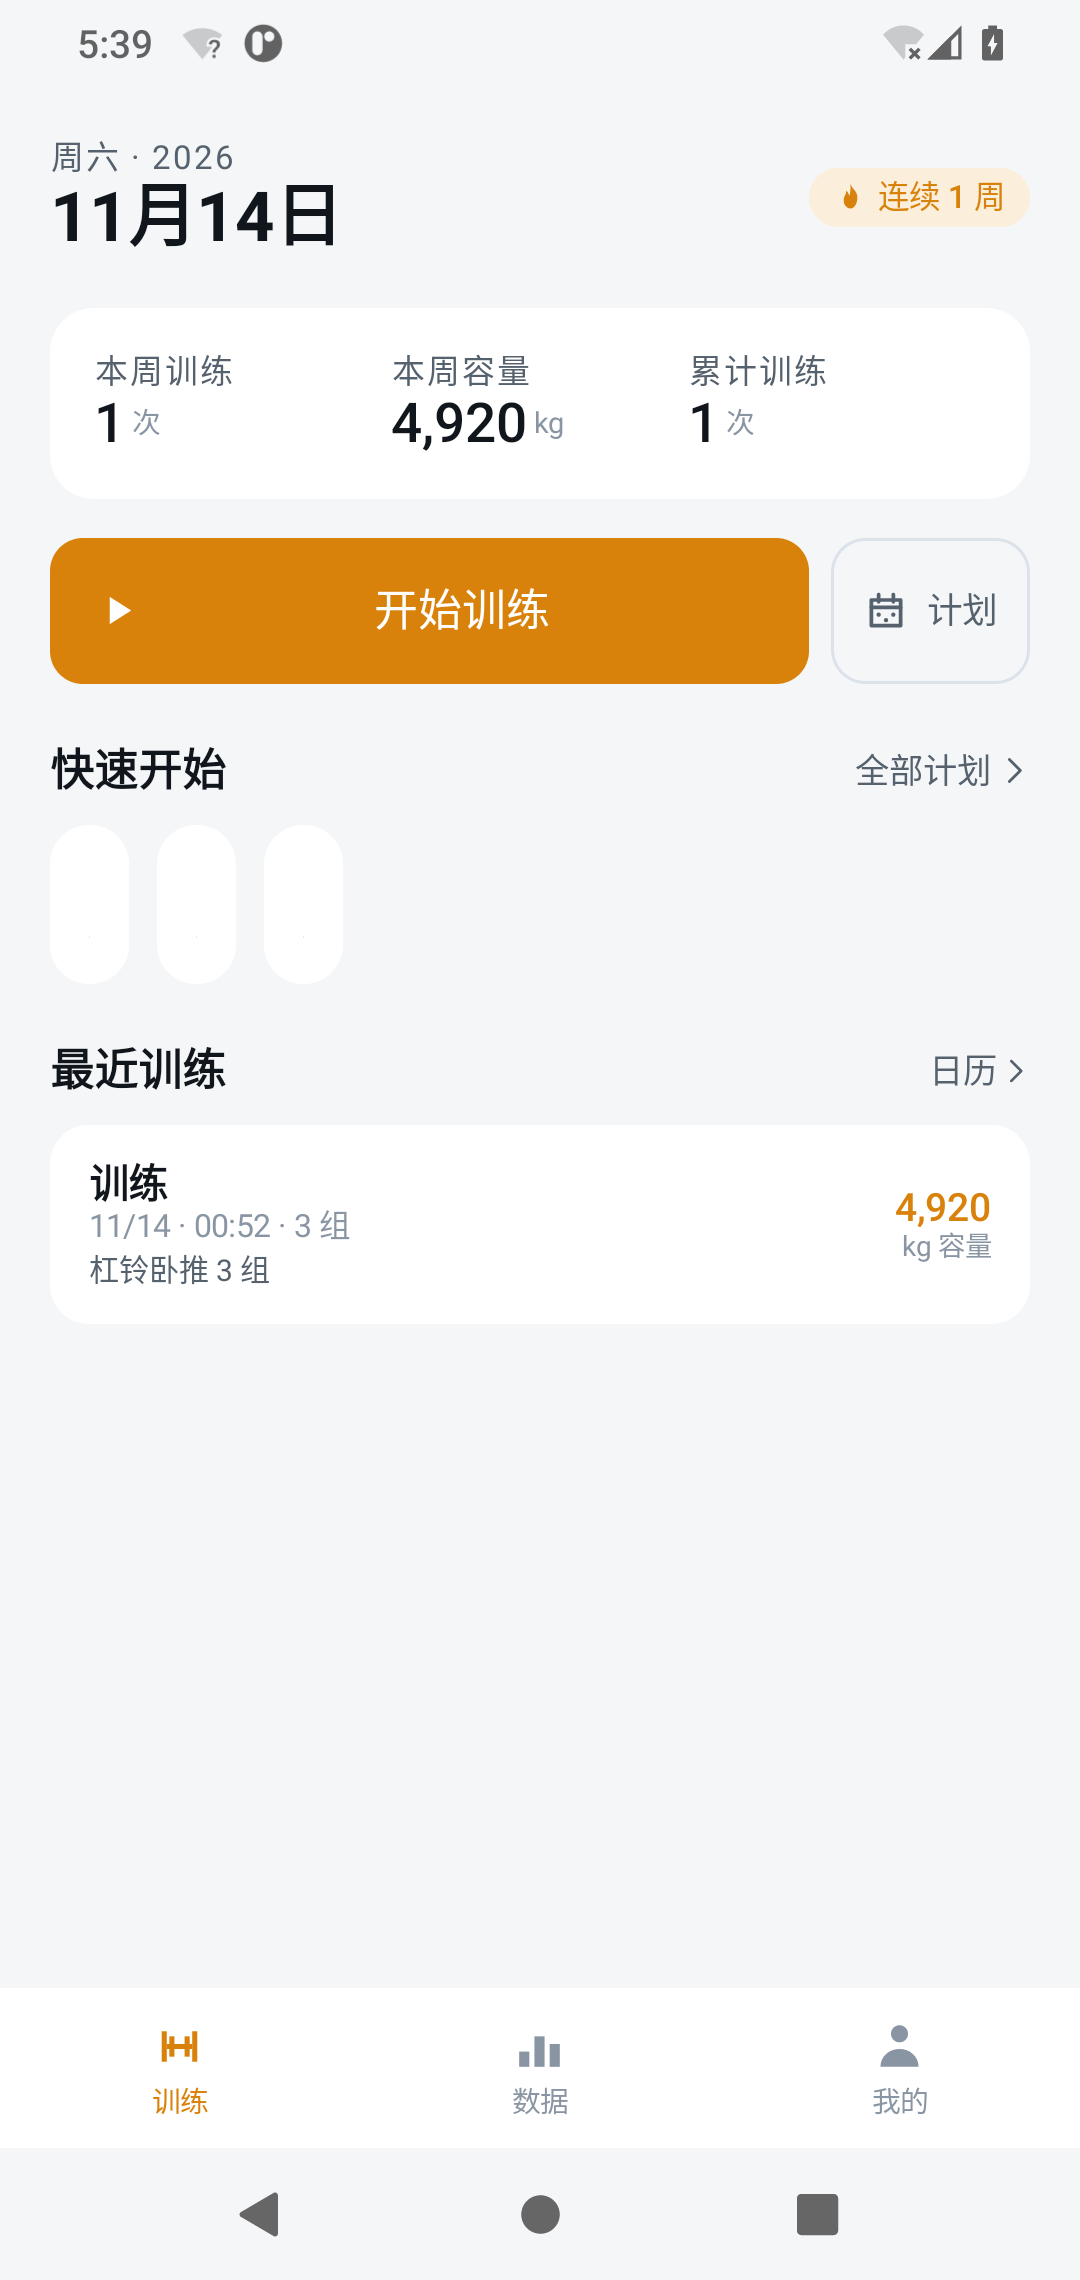 5:39
周六 · 2026
11月14日
连续 1 周
本周训练
本周容量
累计训练
1 次
4,920 kg
1 次
开始训练
计划
快速开始
全部计划
最近训练
日历
训练
11/14 · 00:52 · 3 组
杠铃卧推 3 组
4,920
kg 容量
训练
数据
我的